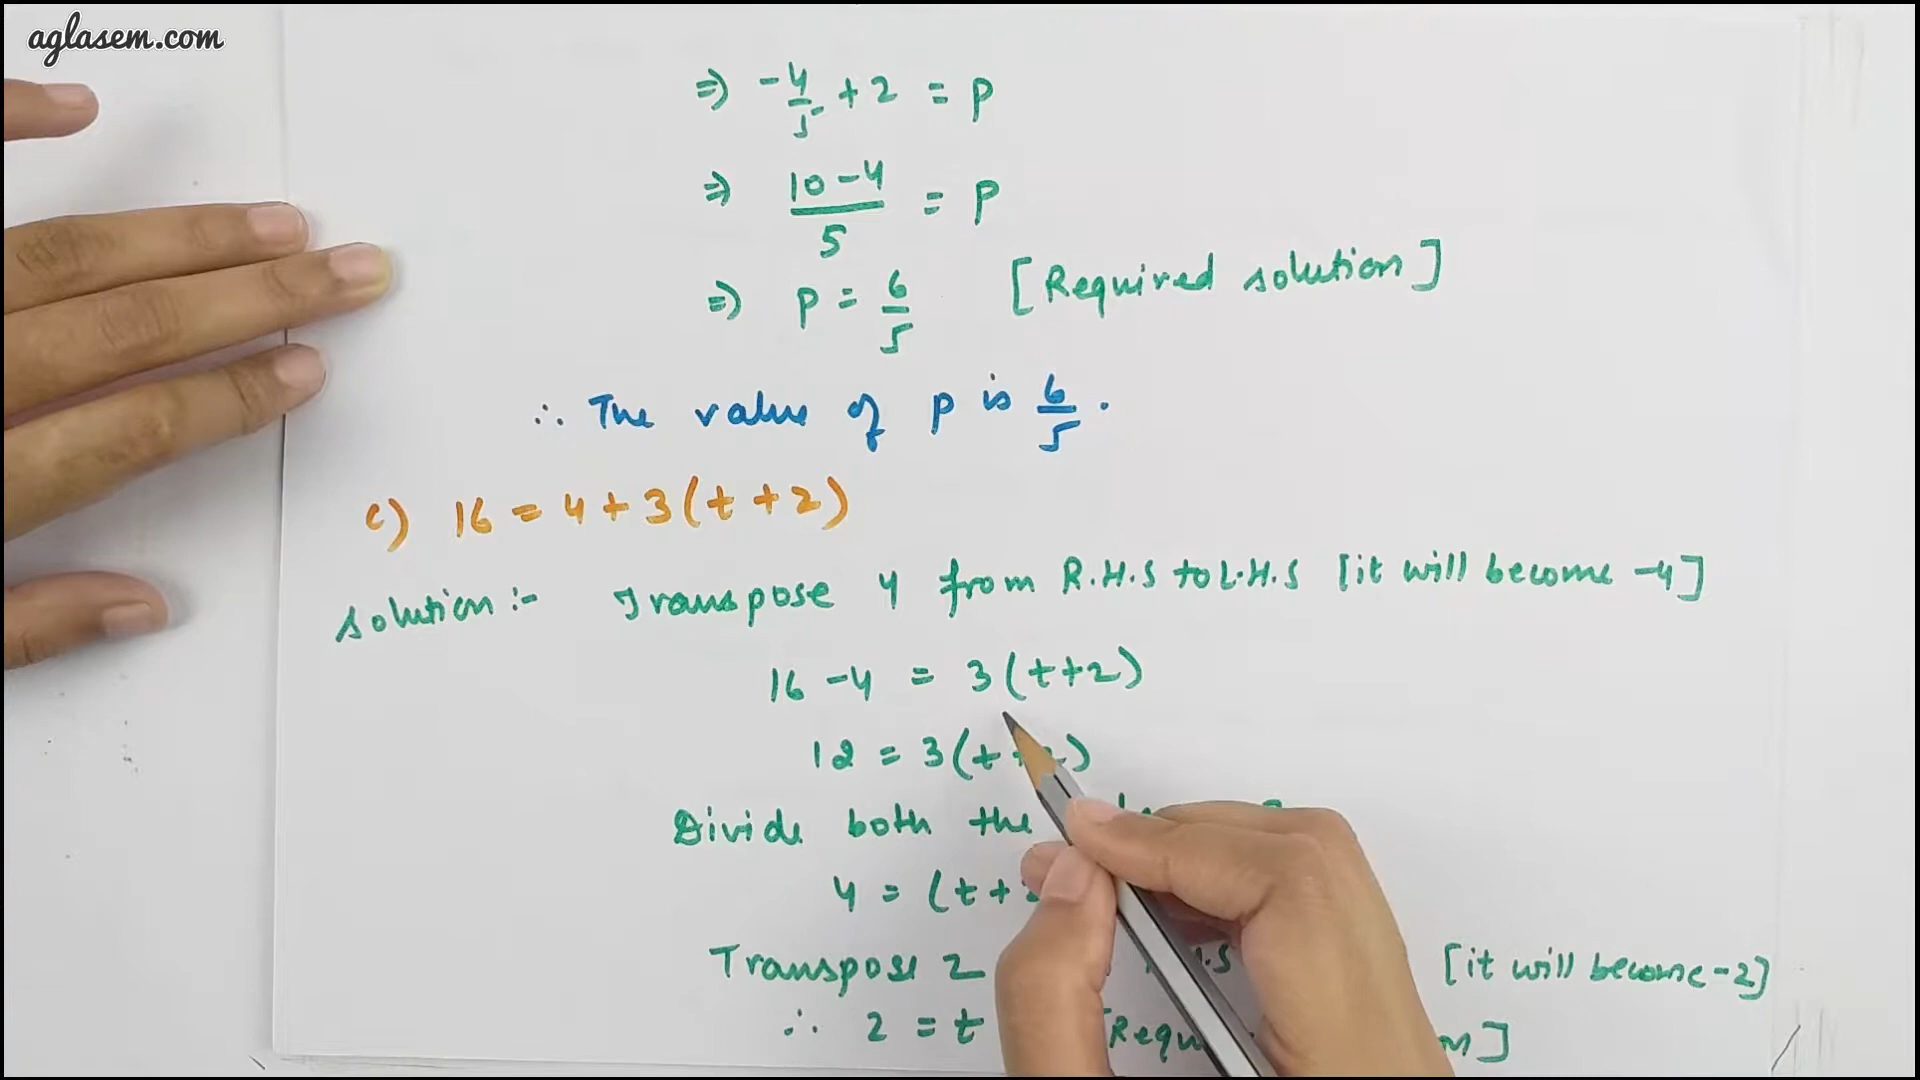 aglasem.com
⇒ -4/5 + 2 = P
⇒ 10-4/5 = P
⇒ P = 6/5 [Required solution]
∴ The value of P is 6/5.
c) 16 = 4 + 3(t+2)
Solution:- Transpose 4 from R.H.S to L.H.S [it will become -4]
16 - 4 = 3(t+2)
12 = 3(t+2)
Divide both the
4 = (t+
Transpose 2 [it will become -2]
∴ 2 = t